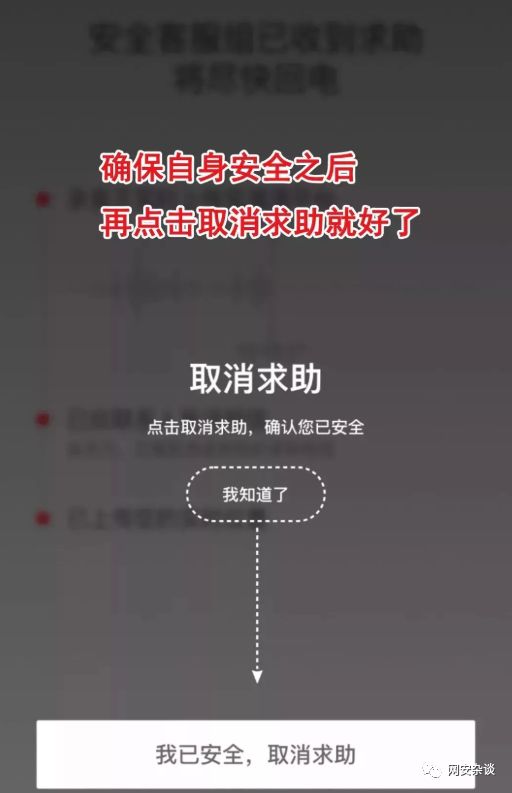 安全客服组已收到求助
将尽快回电
确保自身安全之后
再点击取消求助就好了
取消求助
点击取消求助，确认您已安全
我知道了
我已安全，取消求助
网安杂谈